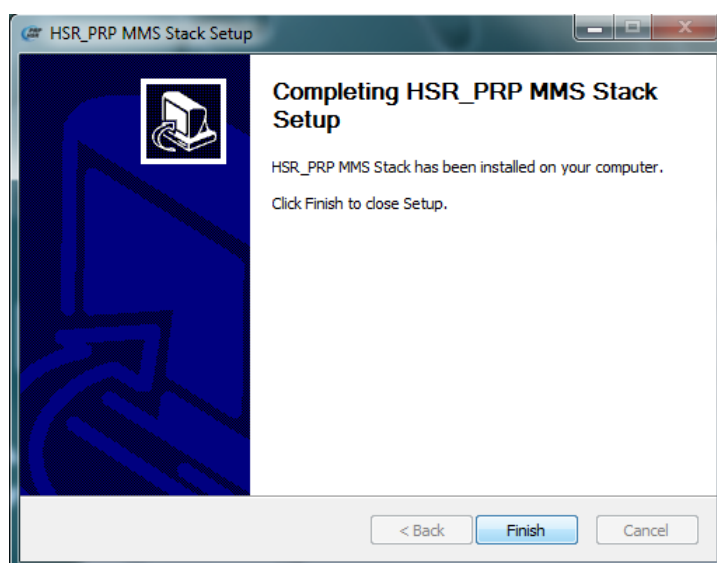 HSR_PRP MMS Stack Setup
Completing HSR_PRP MMS Stack
Setup
HSR_PRP MMS Stack has been installed on your computer.
Click Finish to close Setup.
< Back
Finish
Cancel